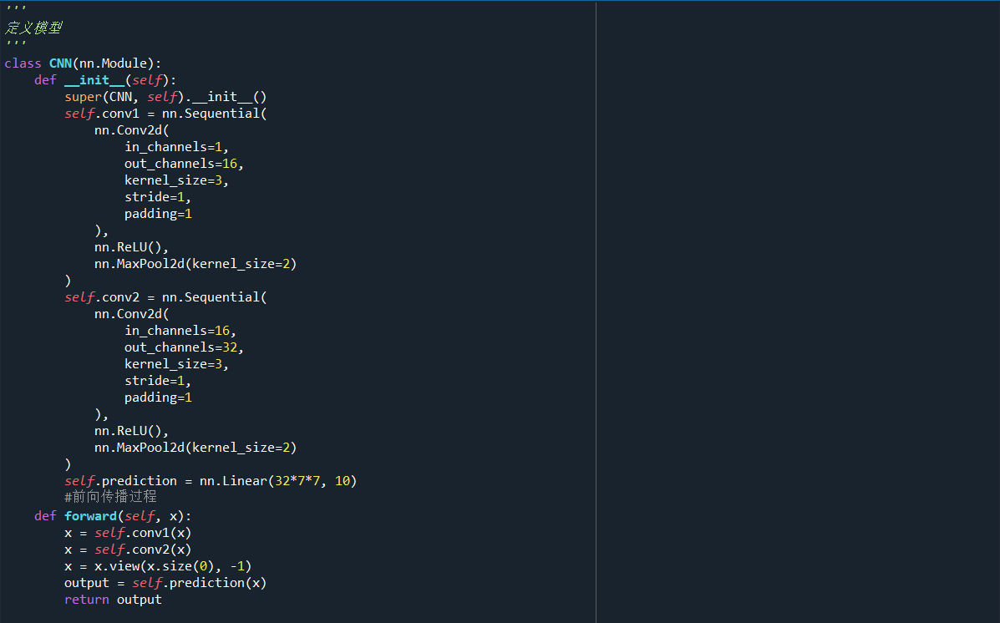 '''
定义模型
'''
class CNN(nn.Module):
    def __init__(self):
        super(CNN, self).__init__()
        self.conv1 = nn.Sequential(
            nn.Conv2d(
                in_channels=1,
                out_channels=16,
                kernel_size=3,
                stride=1,
                padding=1
            ),
            nn.ReLU(),
            nn.MaxPool2d(kernel_size=2)
        )
        self.conv2 = nn.Sequential(
            nn.Conv2d(
                in_channels=16,
                out_channels=32,
                kernel_size=3,
                stride=1,
                padding=1
            ),
            nn.ReLU(),
            nn.MaxPool2d(kernel_size=2)
        )
        self.prediction = nn.Linear(32*7*7, 10)
        #前向传播过程
    def forward(self, x):
        x = self.conv1(x)
        x = self.conv2(x)
        x = x.view(x.size(0), -1)
        output = self.prediction(x)
        return output